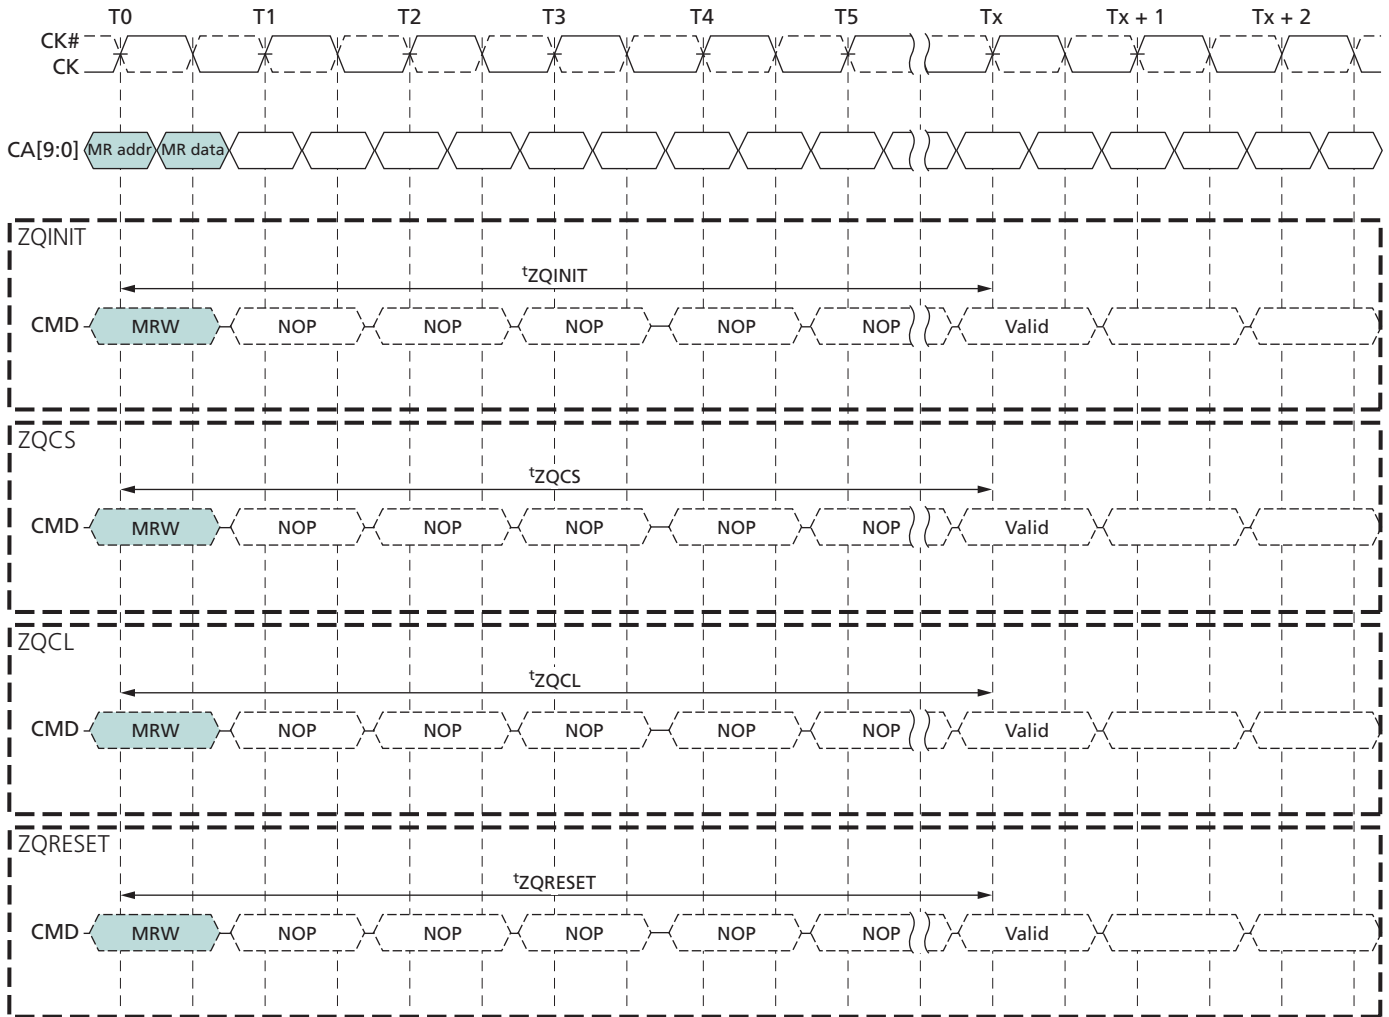 T0 T1 T2 T3 T4 T5 Tx Tx + 1 Tx + 2
CK#
CK
CA[9:0] MR addr MR data
ZQINIT
tZQINIT
CMD MRW NOP NOP NOP NOP NOP Valid
ZQCS
tZQCS
CMD MRW NOP NOP NOP NOP NOP Valid
ZQCL
tZQCL
CMD MRW NOP NOP NOP NOP NOP Valid
ZQRESET
tZQRESET
CMD MRW NOP NOP NOP NOP NOP Valid